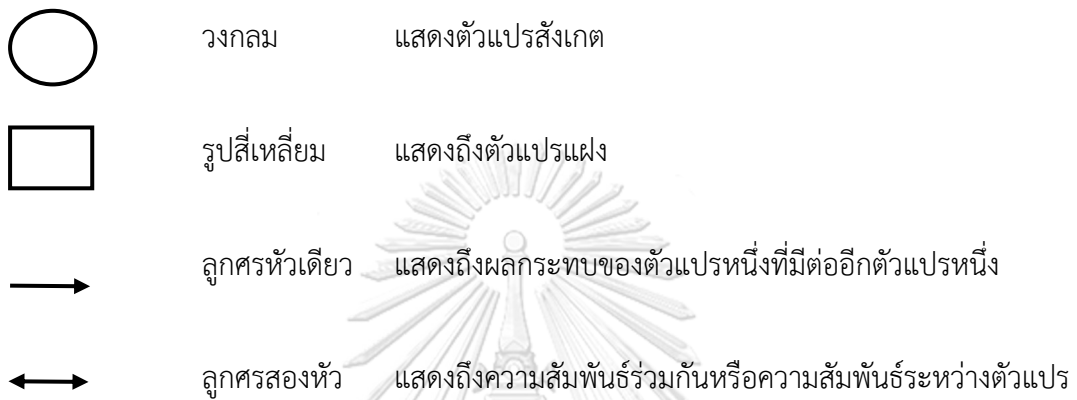 วงกลม แสดงตัวแปรสังเกต
รูปสี่เหลี่ยม แสดงถึงตัวแปรแฝง
ลูกศรหัวเดียว แสดงถึงผลกระทบของตัวแปรหนึ่งที่มีต่ออีกตัวแปรหนึ่ง
ลูกศรสองหัว แสดงถึงความสัมพันธ์ร่วมกันหรือความสัมพันธ์ระหว่างตัวแปร